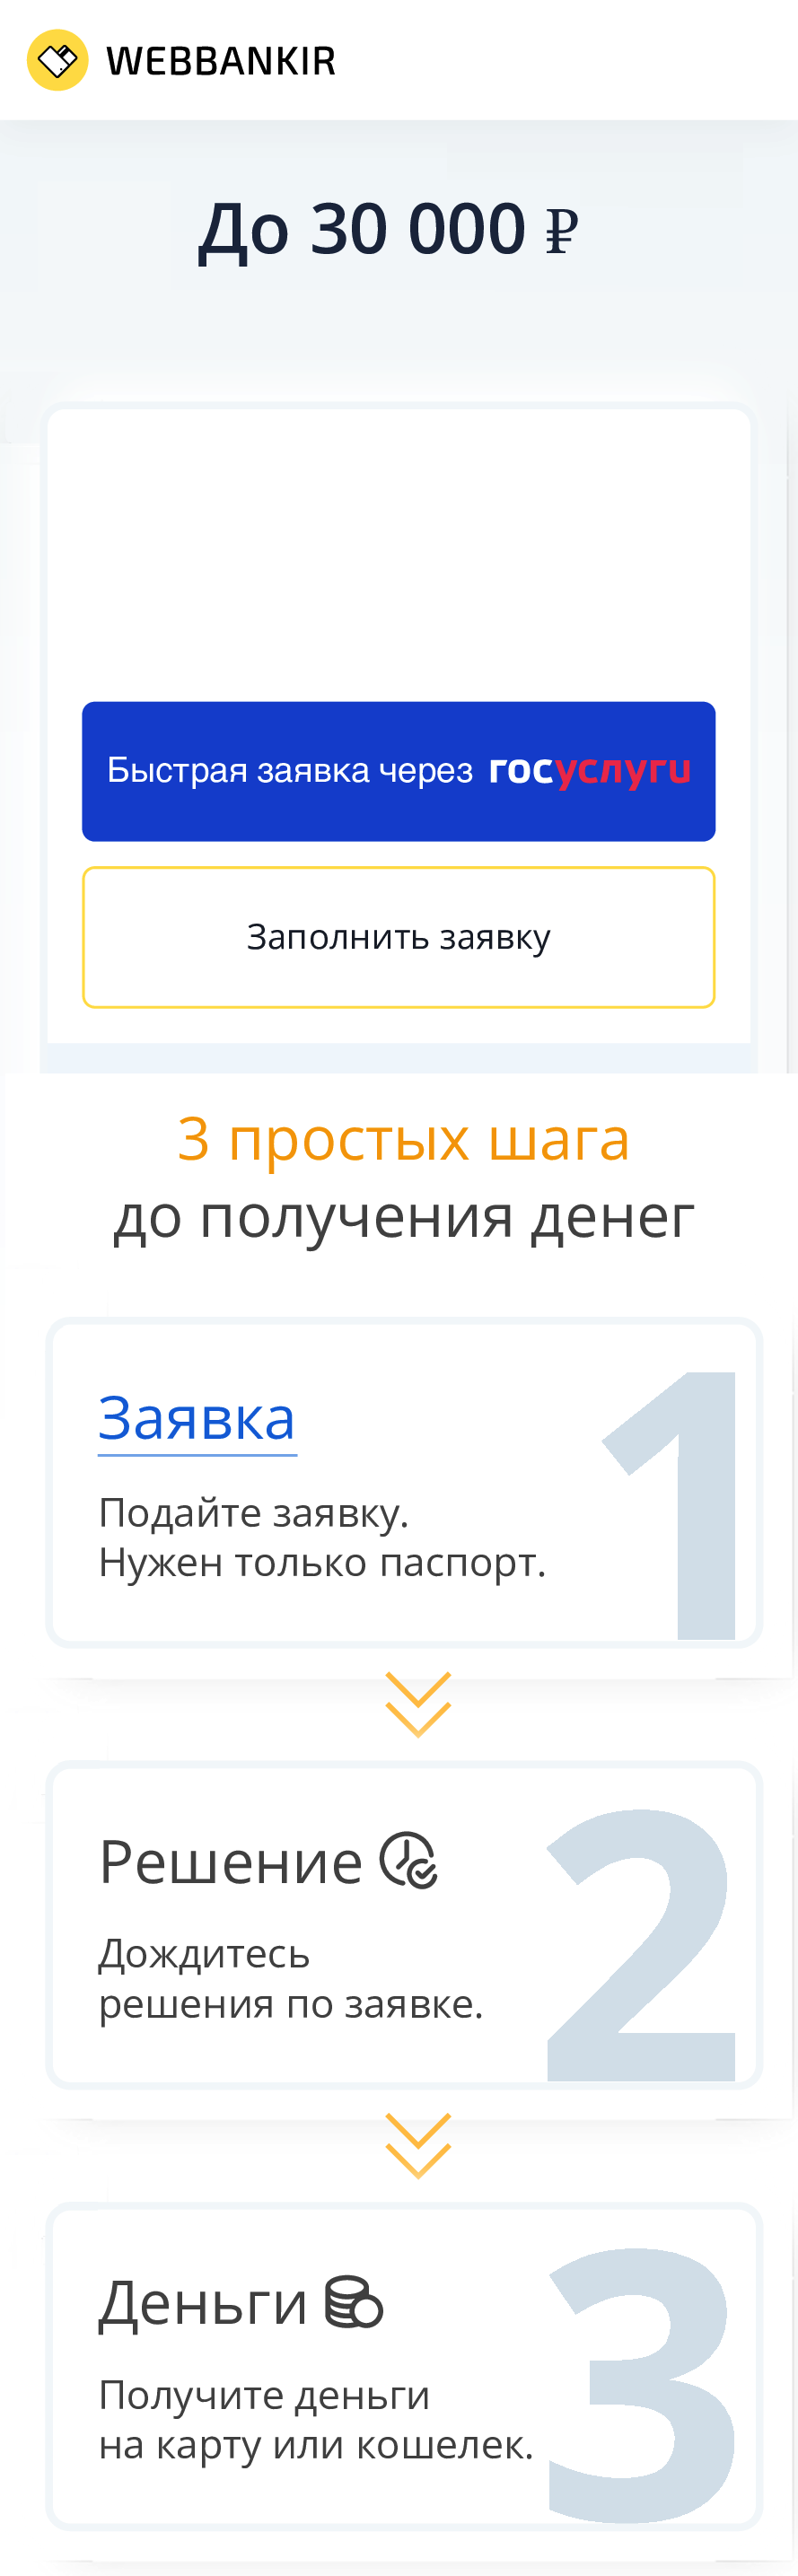 WEBBANKIR
До 30 000 ₽
Быстрая заявка через госуслуги
Заполнить заявку
3 простых шага
до получения денег
Заявка
Подайте заявку.
Нужен только паспорт.
1
Решение
Дождитесь
решения по заявке.
2
Деньги
Получите деньги
на карту или кошелек.
3